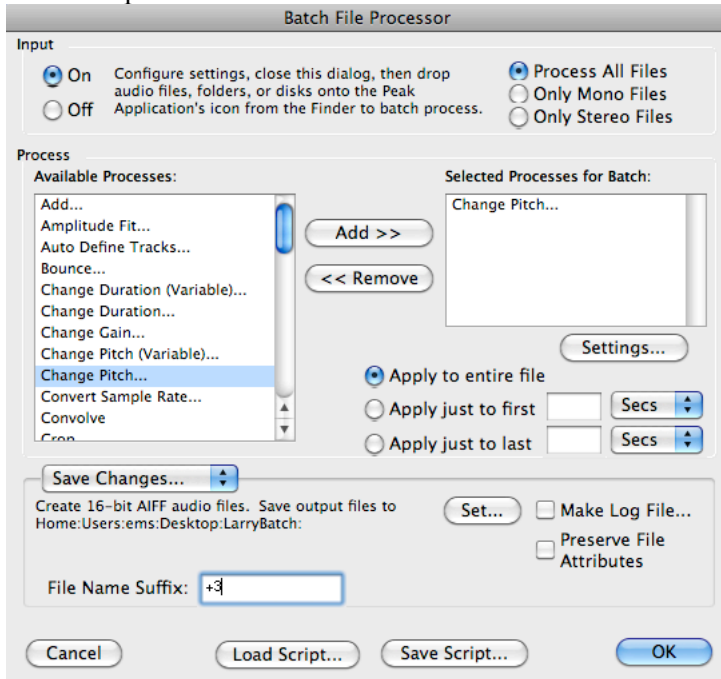 Batch File Processor
Input
On
Off
Configure settings, close this dialog, then drop
audio files, folders, or disks onto the Peak
Application's icon from the Finder to batch process.
Process All Files
Only Mono Files
Only Stereo Files
Process
Available Processes:
Add...
Amplitude Fit...
Auto Define Tracks...
Bounce...
Change Duration (Variable)...
Change Duration...
Change Gain...
Change Pitch (Variable)...
Change Pitch...
Convert Sample Rate...
Convolve
Crop
Add >>
<< Remove
Selected Processes for Batch:
Change Pitch...
Settings...
Apply to entire file
Apply just to first
Secs
Apply just to last
Secs
Save Changes...
Create 16-bit AIFF audio files. Save output files to
Home:Users:ems:Desktop:LarryBatch:
Set...
Make Log File...
Preserve File
Attributes
File Name Suffix:
+3
Cancel
Load Script...
Save Script...
OK